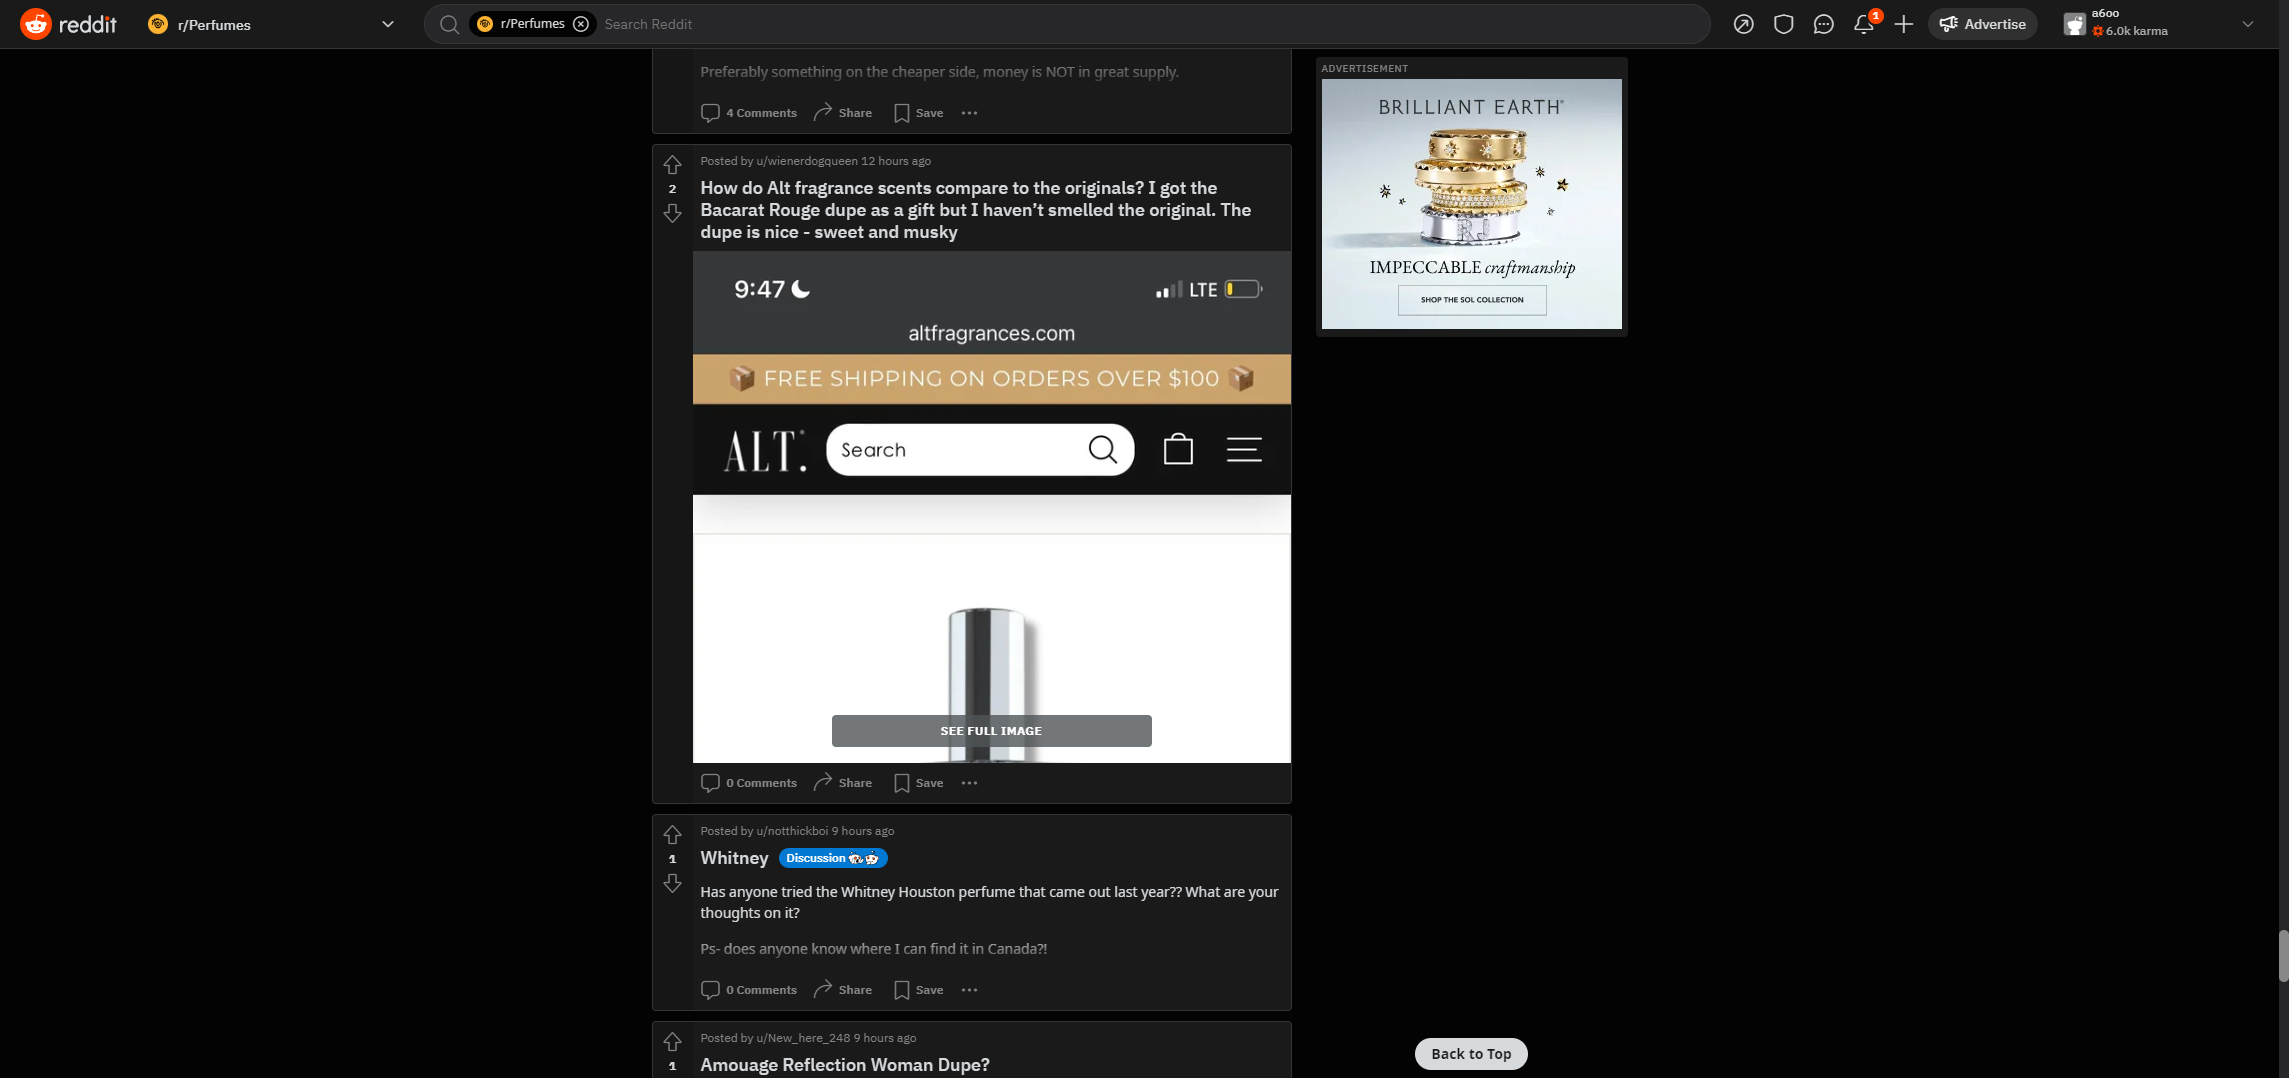 reddit
r/Perfumes
r/Perfumes
Search Reddit
1
Advertise
a6oo
6.0k karma
Preferably something on the cheaper side, money is NOT in great supply.
4 Comments
Share
Save
Posted by u/wienerdogqueen 12 hours ago
2
How do Alt fragrance scents compare to the originals? I got the
Bacarat Rouge dupe as a gift but I haven’t smelled the original. The
dupe is nice - sweet and musky
9:47
LTE
altfragrances.com
FREE SHIPPING ON ORDERS OVER $100
ALT.
Search
SEE FULL IMAGE
0 Comments
Share
Save
Posted by u/notthickboi 9 hours ago
1
Whitney
Discussion
Has anyone tried the Whitney Houston perfume that came out last year?? What are your
thoughts on it?
Ps- does anyone know where I can find it in Canada?!
0 Comments
Share
Save
Posted by u/New_here_248 9 hours ago
1
Amouage Reflection Woman Dupe?
ADVERTISEMENT
BRILLIANT EARTH®
RJ
IMPECCABLE craftmanship
SHOP THE SOL COLLECTION
Back to Top